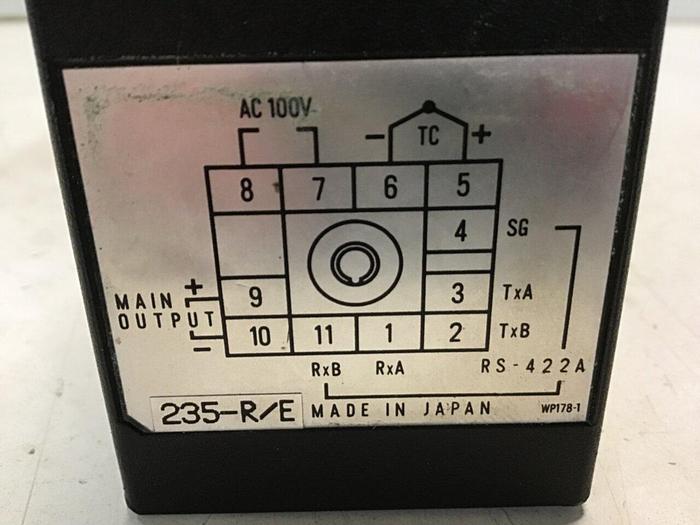 AC 100V
− TC +
8 7 6 5
4 SG
+
MAIN 9 3 TxA
OUTPUT 10 11 1 2 TxB
−
RxB RxA RS-422A
235-R/E MADE IN JAPAN WP178-1